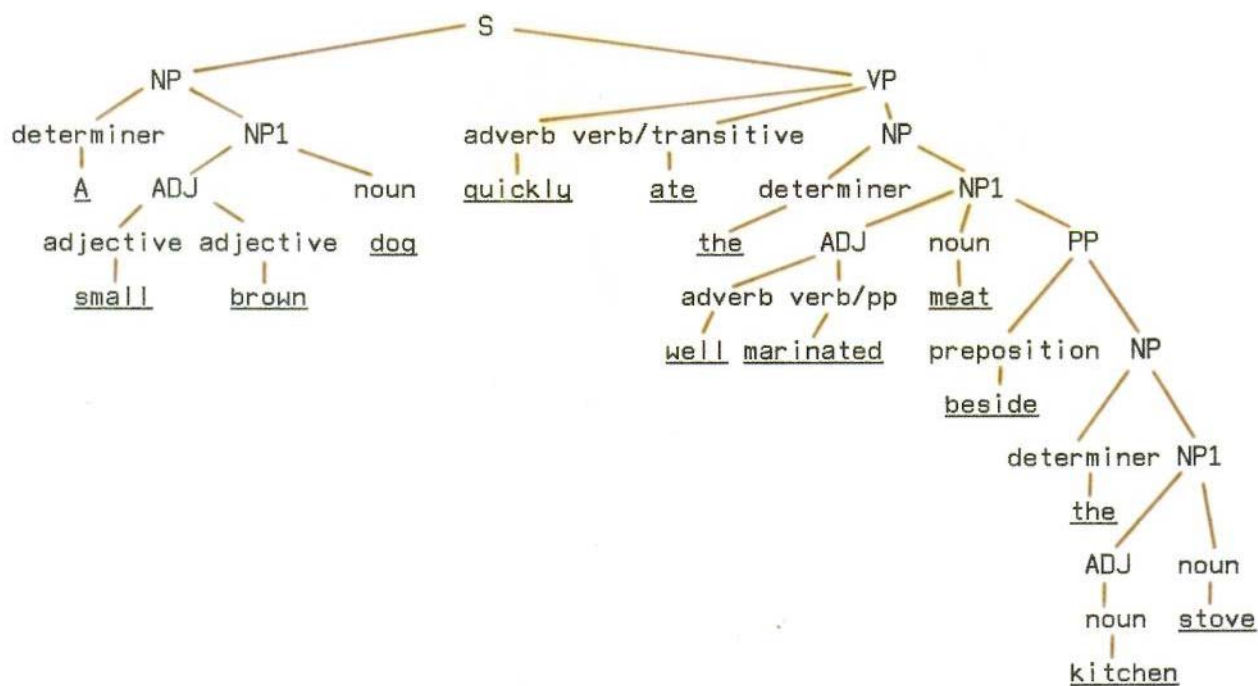 S
NP VP
determiner NP1 adverb verb/transitive NP
A ADJ noun quickly ate determiner NP1
adjective adjective dog the ADJ noun PP
small brown adverb verb/pp meat
well marinated preposition NP
beside
determiner NP1
the
ADJ noun
noun stove
kitchen